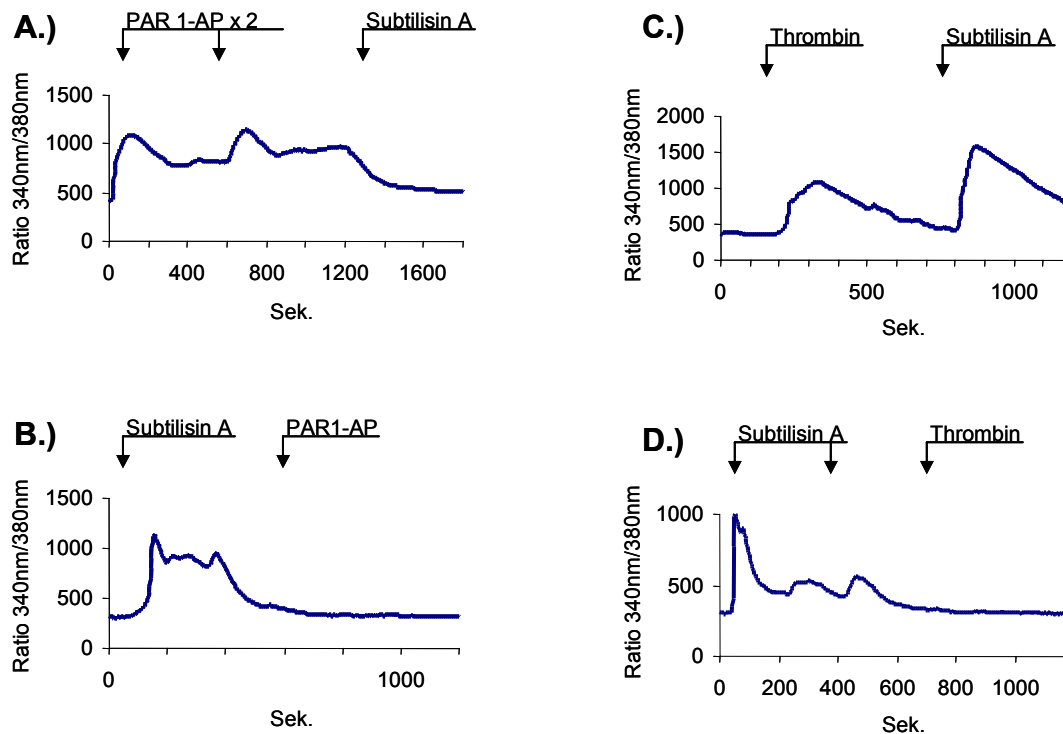 A.)
PAR 1-AP x 2
Subtilisin A
Ratio 340nm/380nm
1500
1000
500
0
0 400 800 1200 1600
Sek.
C.)
Thrombin
Subtilisin A
Ratio 340nm/380nm
2000
1500
1000
500
0
0 500 1000
Sek.
B.)
Subtilisin A
PAR1-AP
Ratio 340nm/380nm
1500
1000
500
0
0 1000
Sek.
D.)
Subtilisin A
Thrombin
Ratio 340nm/380nm
1000
500
0
0 200 400 600 800 1000
Sek.